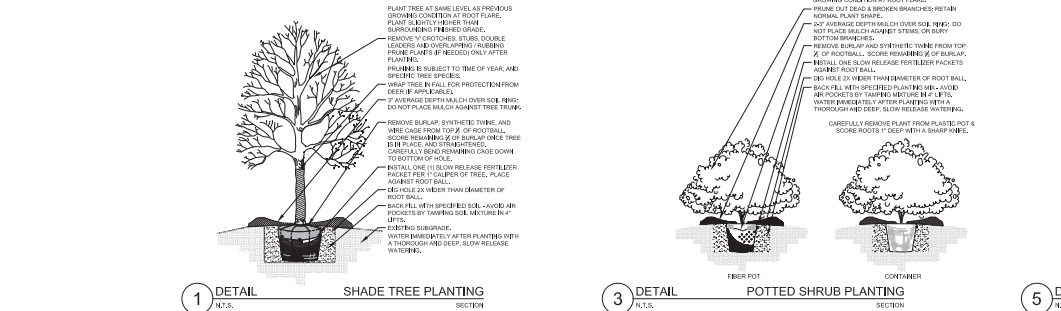 PLANT TREE AT SAME LEVEL AS PREVIOUS
GROWING CONDITION AT ROOT FLARE.
PLANT SLIGHTLY HIGHER THAN
SURROUNDING FINISHED GRADE.
REMOVE 'V' CROTCHES, STUBS, DOUBLE
LEADERS AND OVERLAPPING / RUBBING
PRUNE PLANTS (IF NEEDED) ONLY AFTER
PLANTING.
PRUNING IS SUBJECT TO TIME OF YEAR, AND
SPECIFIC TREE SPECIES.
WRAP TREE IN FALL FOR PROTECTION FROM
DEER (IF APPLICABLE).
3" AVERAGE DEPTH MULCH OVER SOIL RING:
DO NOT PLACE MULCH AGAINST TREE TRUNK.
REMOVE BURLAP, SYNTHETIC TWINE, AND
WIRE CAGE FROM TOP OF ROOTBALL,
SCORE REMAINING OF BURLAP ONCE TREE
IS IN PLACE, AND STRAIGHTENED,
CAREFULLY BEND REMAINING CAGE DOWN
TO BOTTOM OF HOLE.
INSTALL ONE (1) SLOW RELEASE FERTILIZER
PACKET PER 1" CALIPER OF TREE. PLACE
AGAINST ROOT BALL.
DIG HOLE 2X WIDER THAN DIAMETER OF
ROOT BALL.
BACK FILL WITH SPECIFIED SOIL - AVOID AIR
POCKETS BY TAMPING SOIL MIXTURE IN 4"
LIFTS.
EXISTING SUBGRADE.
WATER IMMEDIATELY AFTER PLANTING WITH
A THOROUGH AND DEEP, SLOW RELEASE
WATERING.
1
DETAIL SHADE TREE PLANTING
N.T.S. SECTION
GROWING CONDITION AT ROOT FLARE.
PRUNE OUT DEAD & BROKEN BRANCHES: RETAIN
NORMAL PLANT SHAPE.
2-3" AVERAGE DEPTH MULCH OVER SOIL RING: DO
NOT PLACE MULCH AGAINST STEMS, OR BURY
BOTTOM BRANCHES.
REMOVE BURLAP AND SYNTHETIC TWINE FROM TOP
OF ROOTBALL. SCORE REMAINING OF BURLAP.
INSTALL ONE SLOW RELEASE FERTILIZER PACKETS
AGAINST ROOT BALL.
DIG HOLE 2X WIDER THAN DIAMETER OF ROOT BALL.
BACK FILL WITH SPECIFIED PLANTING MIX - AVOID
AIR POCKETS BY TAMPING MIXTURE IN 4" LIFTS.
WATER IMMEDIATELY AFTER PLANTING WITH A
THOROUGH AND DEEP, SLOW RELEASE WATERING.
CAREFULLY REMOVE PLANT FROM PLASTIC POT &
SCORE ROOTS 1" DEEP WITH A SHARP KNIFE.
FIBER POT CONTAINER
3
DETAIL POTTED SHRUB PLANTING
N.T.S. SECTION
5